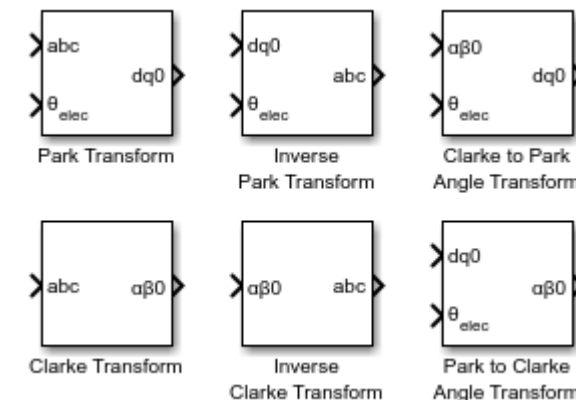 abc
dq0
θelec
Park Transform
dq0
abc
θelec
Inverse
Park Transform
αβ0
dq0
θelec
Clarke to Park
Angle Transform
abc αβ0
Clarke Transform
αβ0 abc
Inverse
Clarke Transform
dq0
αβ0
θelec
Park to Clarke
Angle Transform